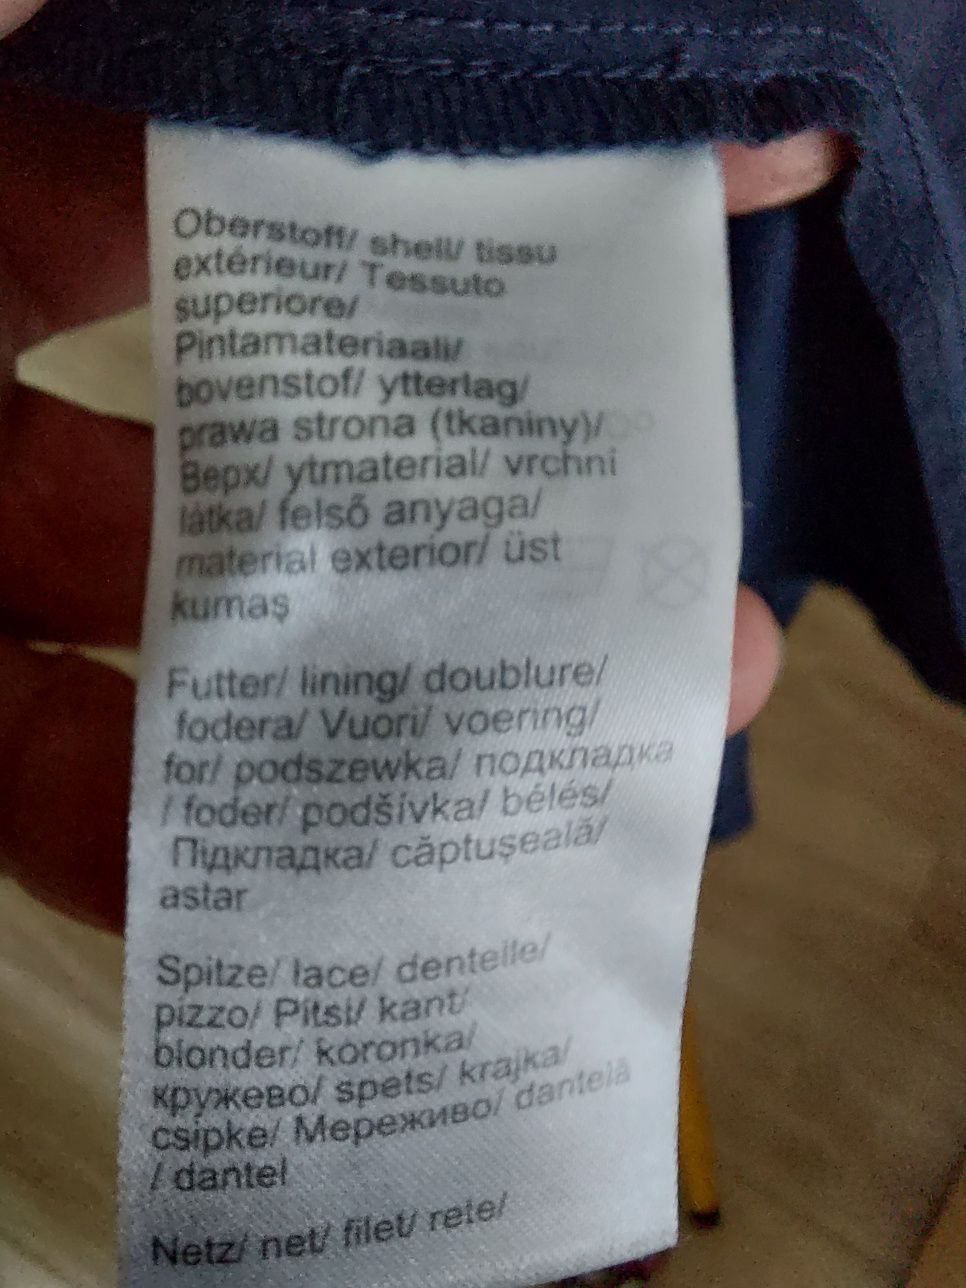 Oberstoff/ shell/ tissu
extérieur/ Tessuto
superiore/
Pintamateriaali/
bovenstof/ ytterlag/
prawa strona (tkaniny)/
Верх/ ytmaterial/ vrchni
látka/ felső anyaga/
material exterior/ üst
kumaş
Futter/ lining/ doublure/
fodera/ Vuori/ voering/
for/ podszewka/ подкладка
/ foder/ podšívka/ bélés/
Підкладка/ căptuşeală/
astar
Spitze/ lace/ dentelle/
pizzo/ Pitsi/ kant/
blonder/ koronka/
кружево/ spets/ krajka/
csipke/ Мереживо/ dantelă
/ dantel
Netz/ net/ filet/ rete/